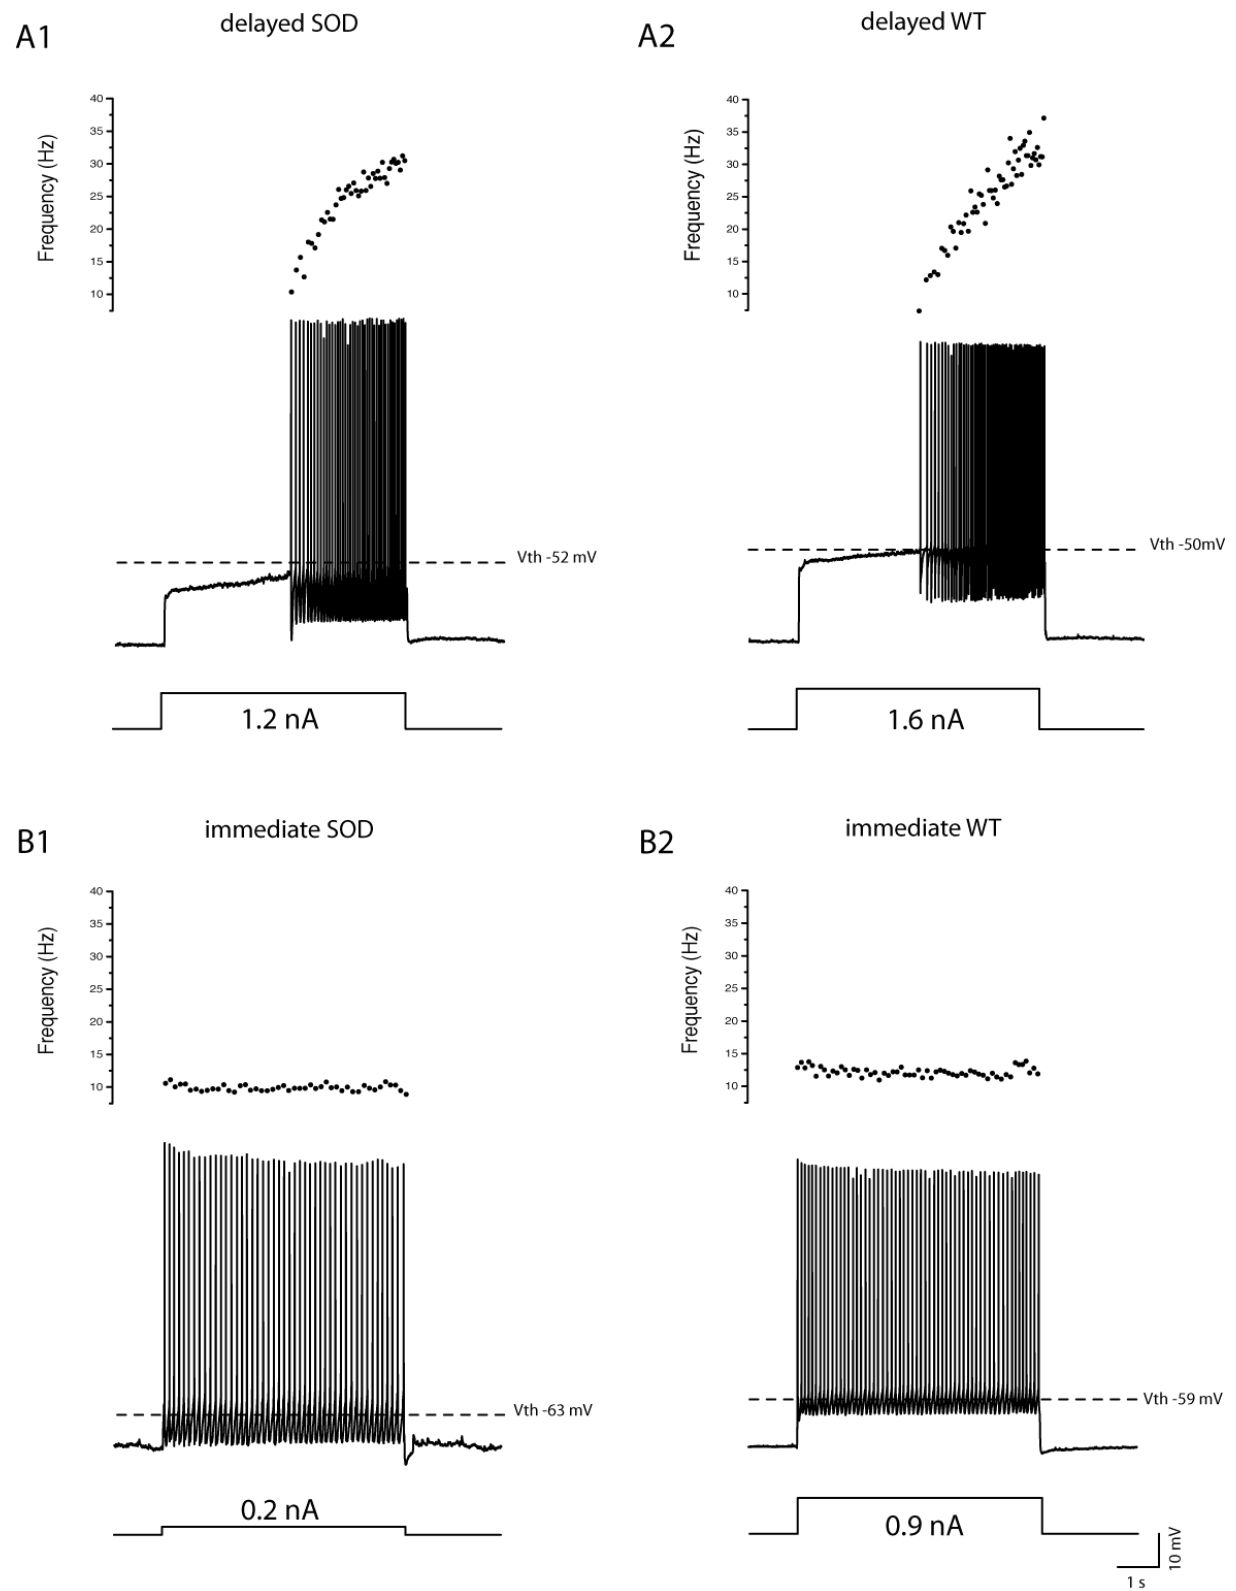 A1
delayed SOD
40
35
30
25
20
15
10
Frequency (Hz)
Vth -52 mV
1.2 nA
A2
delayed WT
40
35
30
25
20
15
10
Frequency (Hz)
Vth -50mV
1.6 nA
B1
immediate SOD
40
35
30
25
20
15
10
Frequency (Hz)
Vth -63 mV
0.2 nA
B2
immediate WT
40
35
30
25
20
15
10
Frequency (Hz)
Vth -59 mV
0.9 nA
10 mV
1 s